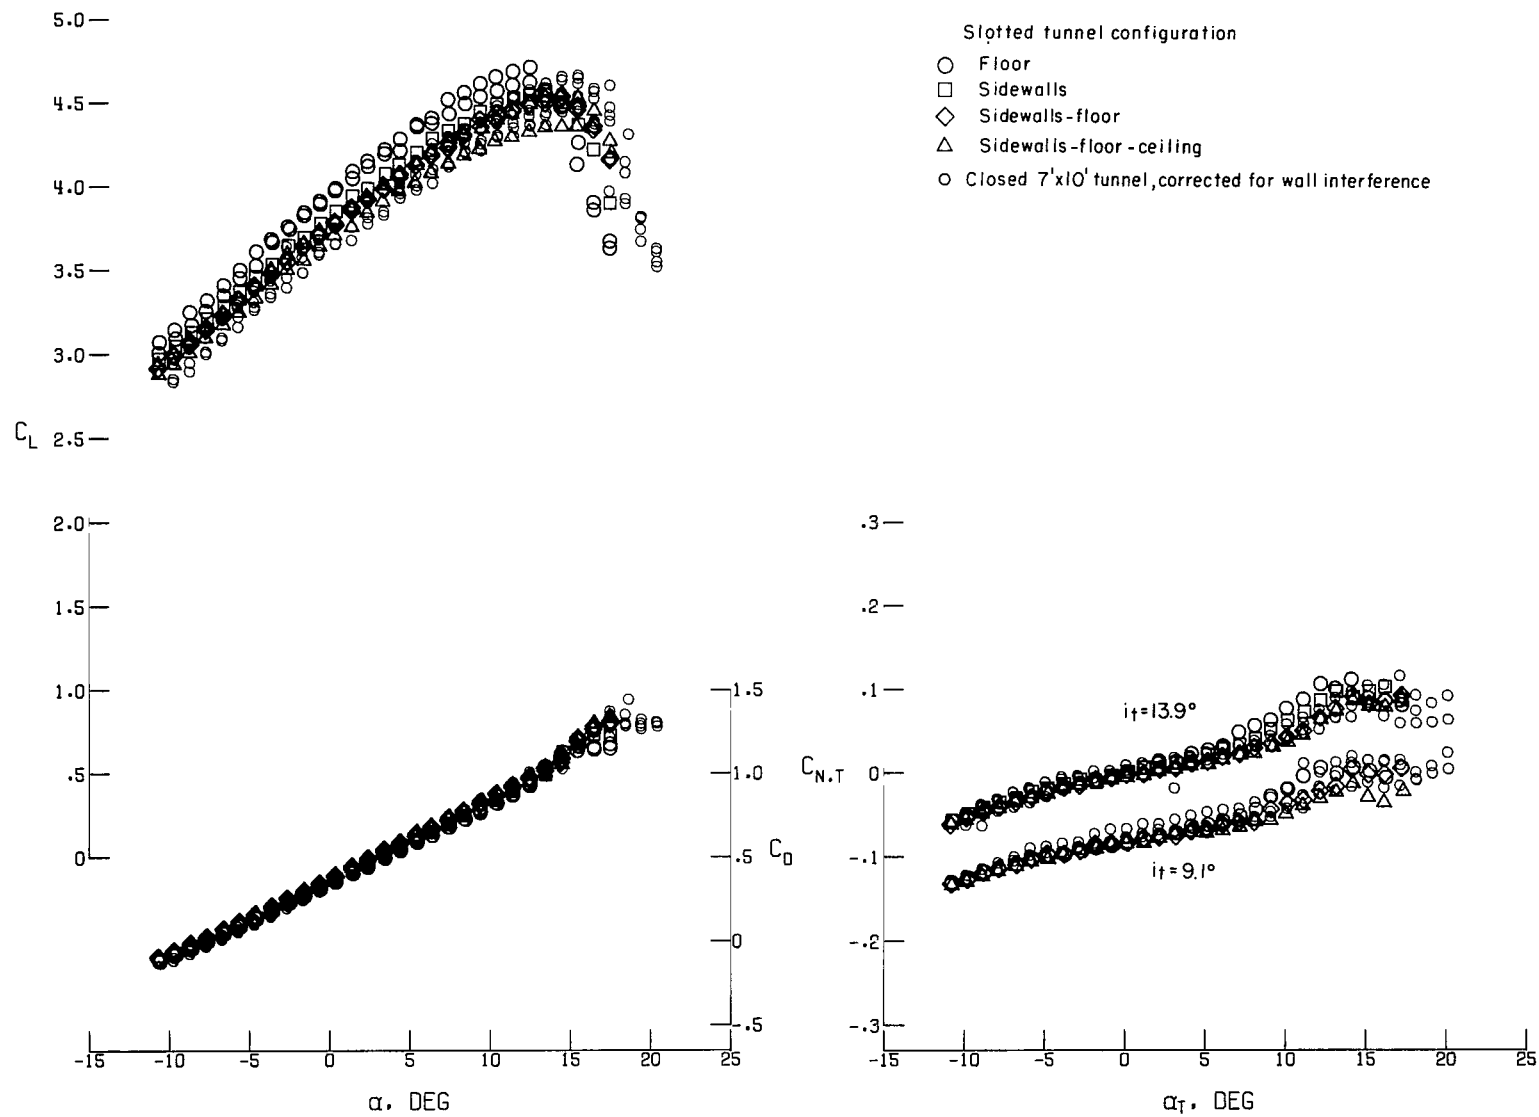 Slotted tunnel configuration
Floor
Sidewalls
Sidewalls-floor
Sidewalls-floor-ceiling
Closed 7'x10' tunnel, corrected for wall interference
5.0
4.5
4.0
3.5
3.0
C_L 2.5
2.0
1.5
1.0
.5
0
1.5
1.0
.5 C_D
0
-.5
-15 -10 -5 0 5 10 15 20 25
α, DEG
.3
.2
.1
C_N,T 0
-.1
-.2
-.3
i_t=13.9°
i_t=9.1°
-15 -10 -5 0 5 10 15 20 25
α_T, DEG